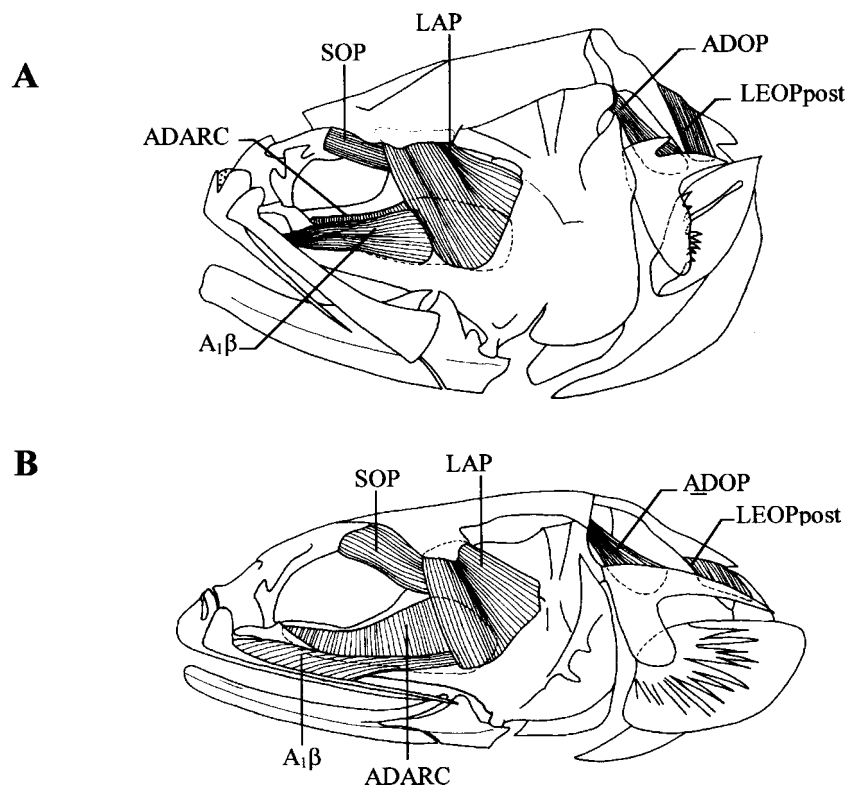 A
SOP
LAP
ADOP
LEOPpost
ADARC
A₁β
B
SOP
LAP
ADOP
LEOPpost
A₁β
ADARC